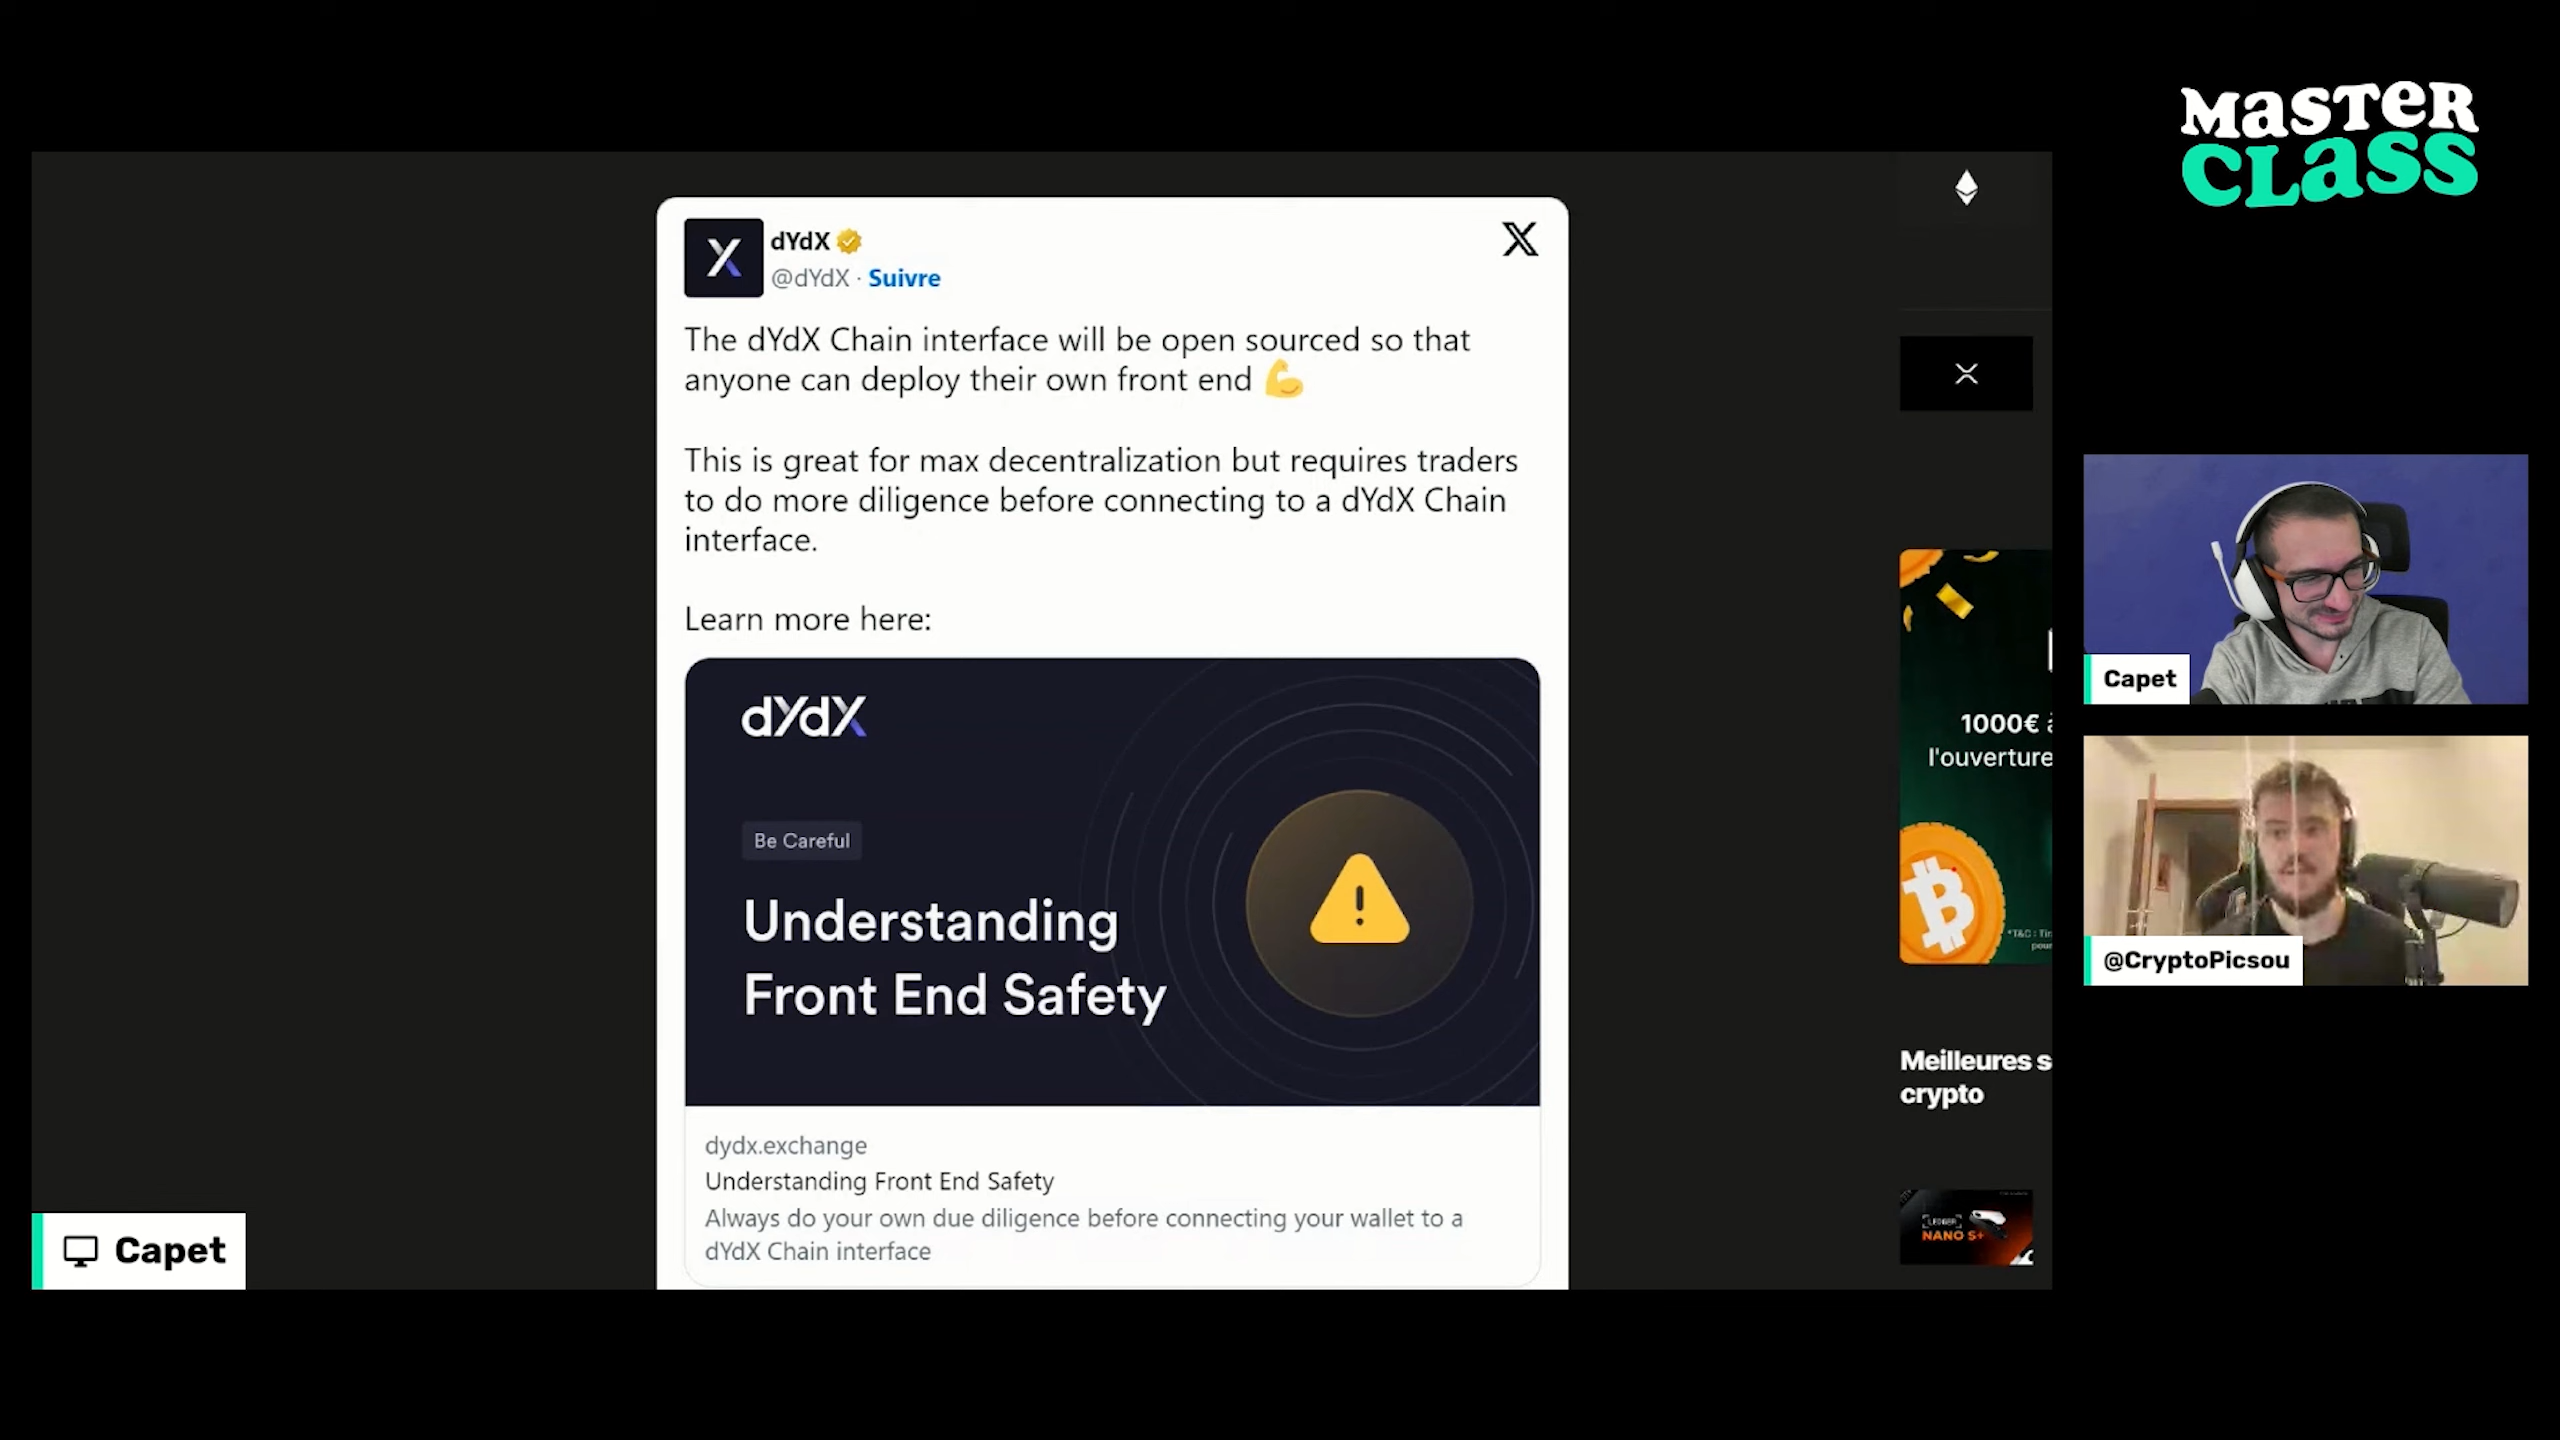 MASTER
CLASS
dYdX
@dYdX · Suivre
The dYdX Chain interface will be open sourced so that
anyone can deploy their own front end 💪
This is great for max decentralization but requires traders
to do more diligence before connecting to a dYdX Chain
interface.
Learn more here:
dYdX
Be Careful
Understanding
Front End Safety
dydx.exchange
Understanding Front End Safety
Always do your own due diligence before connecting your wallet to a
dYdX Chain interface
1000€
l'ouverture
Meilleures
crypto
LEDGER
NANO S+
Capet
Capet
@CryptoPicsou